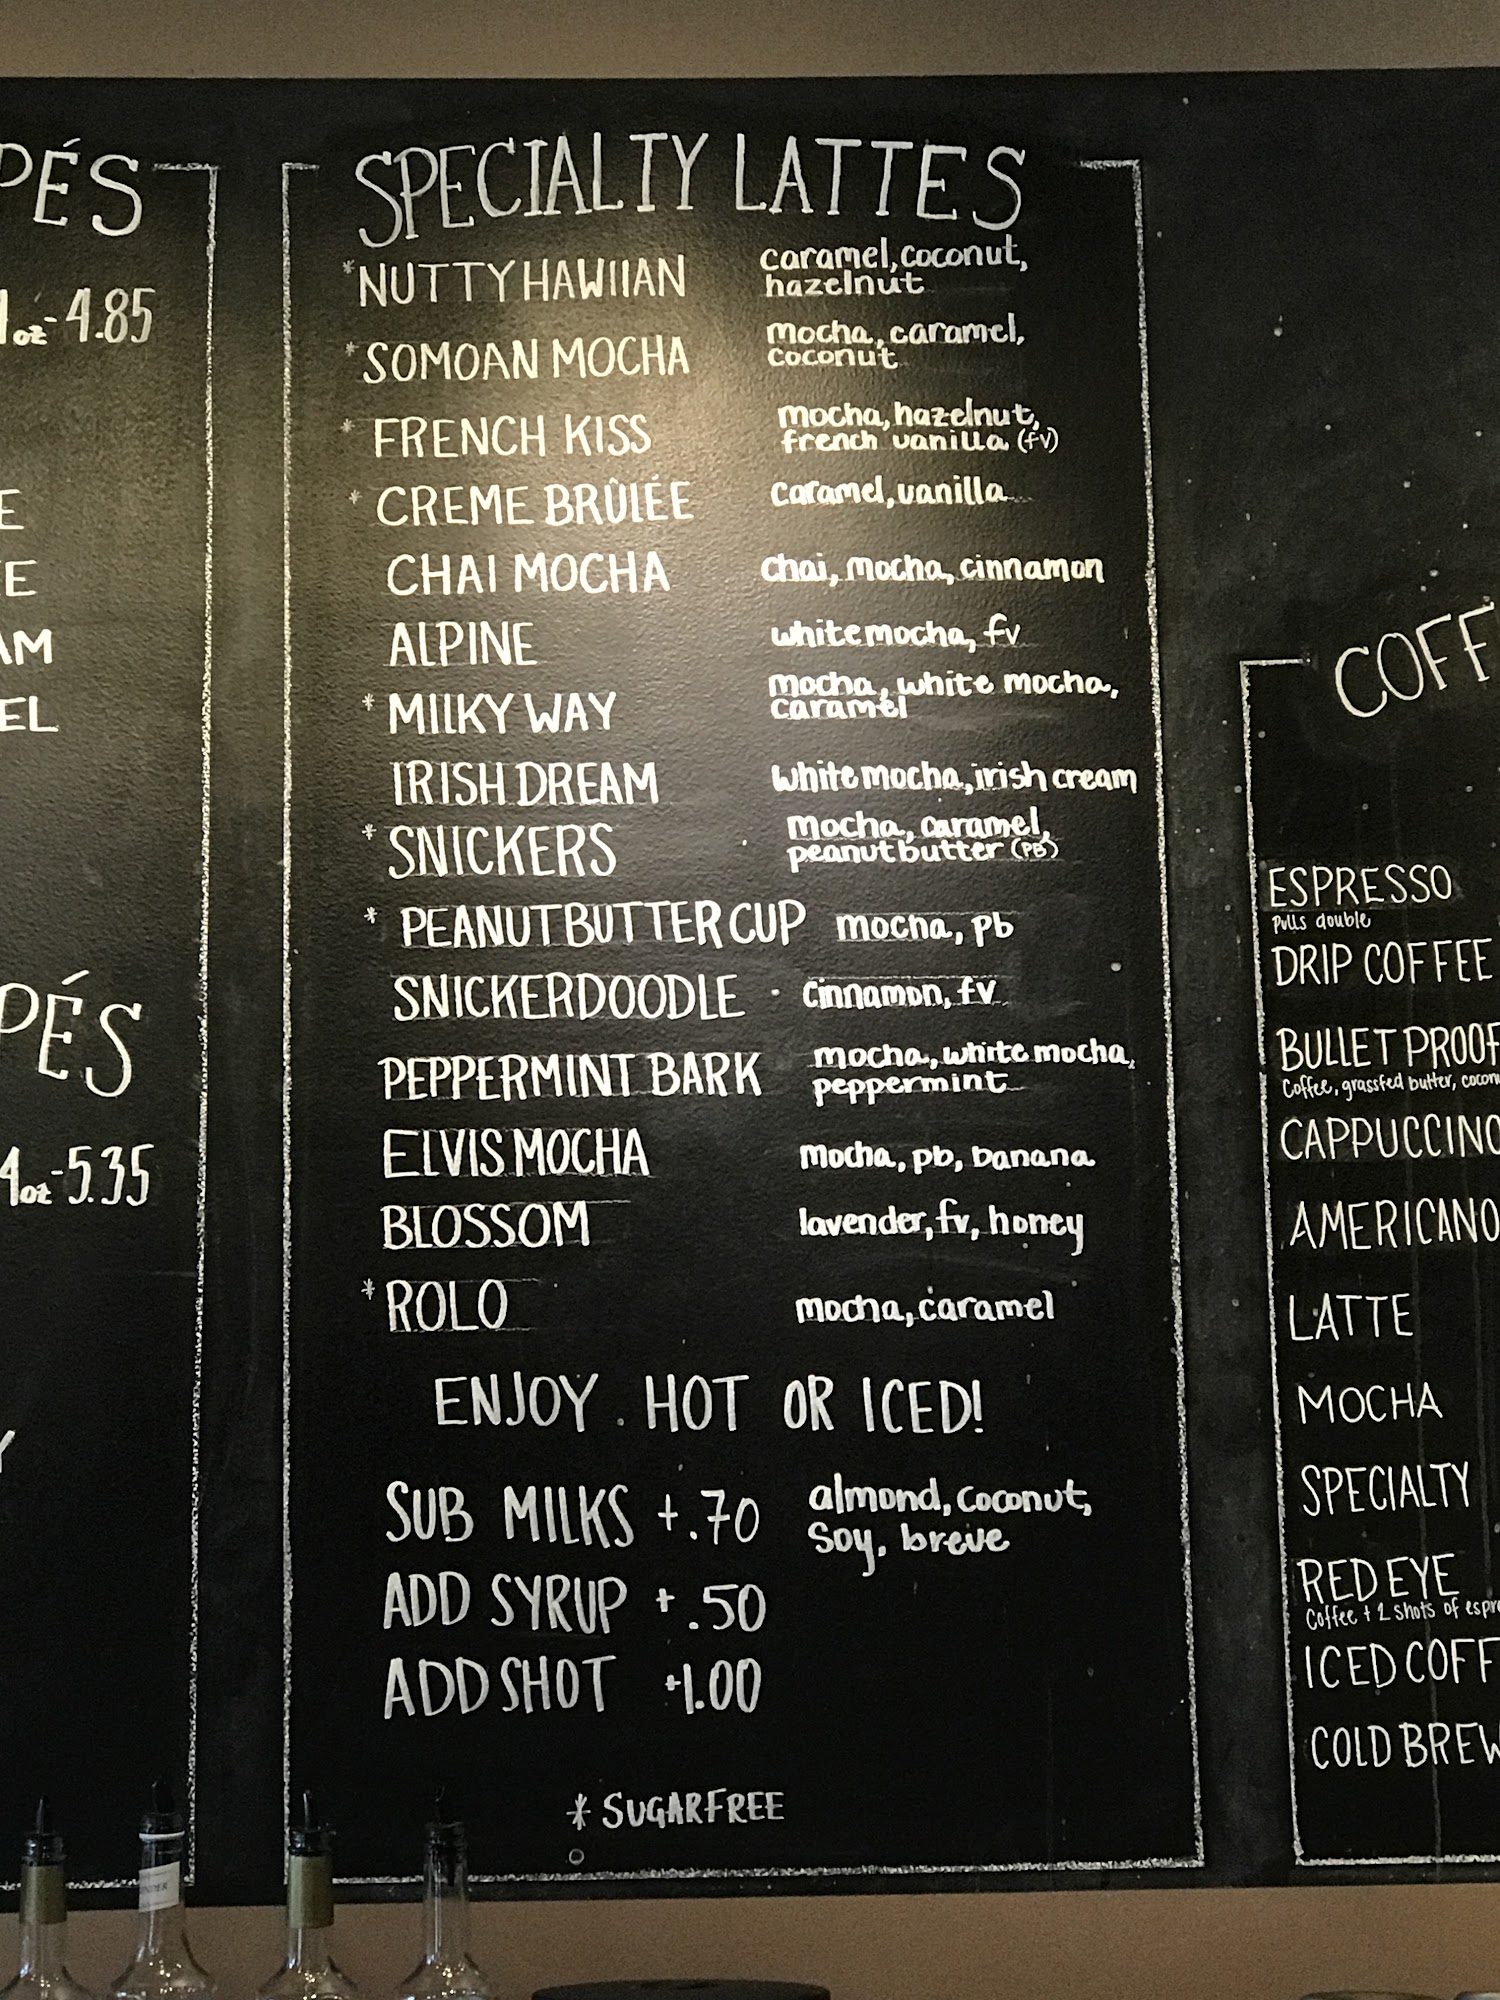 PÉS
oz - 4.85
E
E
AM
EL
PÉS
4oz - 5.35
Y
SPECIALTY LATTES
*NUTTY HAWIIAN caramel, coconut,
hazelnut
*SOMOAN MOCHA mocha, caramel,
coconut
*FRENCH KISS mocha, hazelnut,
french vanilla (fv)
*CREME BRÛLÉE caramel, vanilla
CHAI MOCHA chai, mocha, cinnamon
ALPINE white mocha, fv
*MILKY WAY mocha, white mocha,
caramel
IRISH DREAM white mocha, irish cream
*SNICKERS mocha, caramel,
peanut butter (PB)
*PEANUT BUTTER CUP mocha, pb
SNICKERDOODLE cinnamon, fv
PEPPERMINT BARK mocha, white mocha,
peppermint
ELVIS MOCHA mocha, pb, banana
BLOSSOM lavender, fv, honey
*ROLO mocha, caramel
ENJOY HOT OR ICED!
SUB MILKS +.70 almond, coconut,
soy, breve
ADD SYRUP +.50
ADD SHOT +1.00
* SUGARFREE
COFF
ESPRESSO
Pulls double
DRIP COFFEE
BULLET PROOF
Coffee, grassfed butter, cocon
CAPPUCCINO
AMERICANO
LATTE
MOCHA
SPECIALTY
RED EYE
Coffee + 2 shots of espre
ICED COFF
COLD BREW